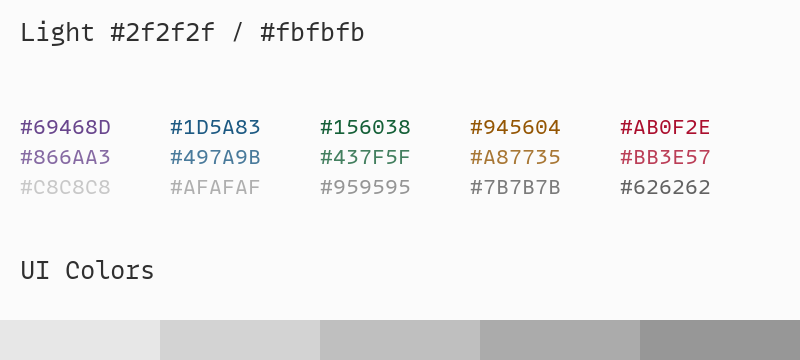 Light #2f2f2f / #fbfbfb
#69468D #1D5A83 #156038 #945604 #AB0F2E
#866AA3 #497A9B #437F5F #A87735 #BB3E57
#C8C8C8 #AFAFAF #959595 #7B7B7B #626262
UI Colors